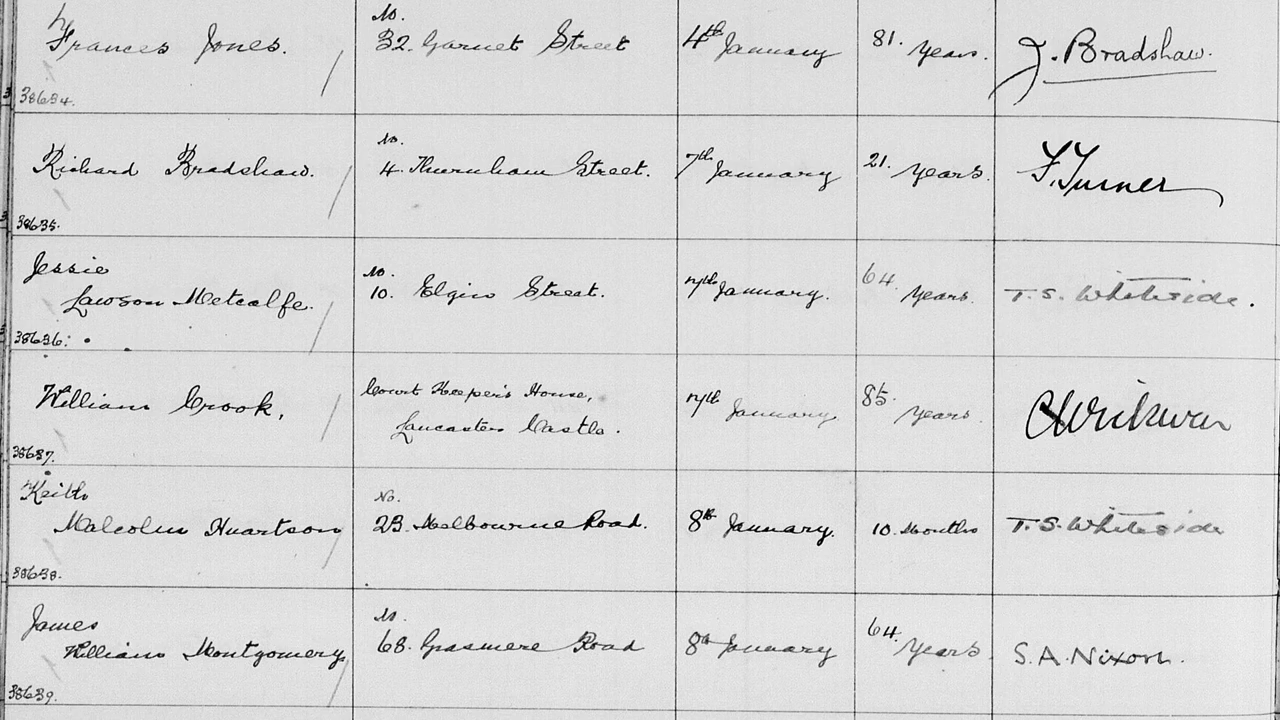 No.
Frances Jones. 32. Garnet Street 4th January 81. Years. J. Bradshaw.
38634.
No.
Richard Bradshaw. 4. Thurnham Street. 7th January 21. Years. F. Turner
38635.
Jessie No.
Lawson Metcalfe. 10. Elgin Street. 7th January. 64. Years. T. S. Whiteside.
38636.
Court Keeper's House,
William Crook, 7th January 85. Years
Lancaster Castle.
38637.
Keith No.
Malcolm Huartson 23. Melbourne Road. 8th January. 10. Months T. S. Whiteside
38638.
James No.
William Montgomery 68. Grasmere Road 8th January 64. Years S. A. Nixon.
38639.